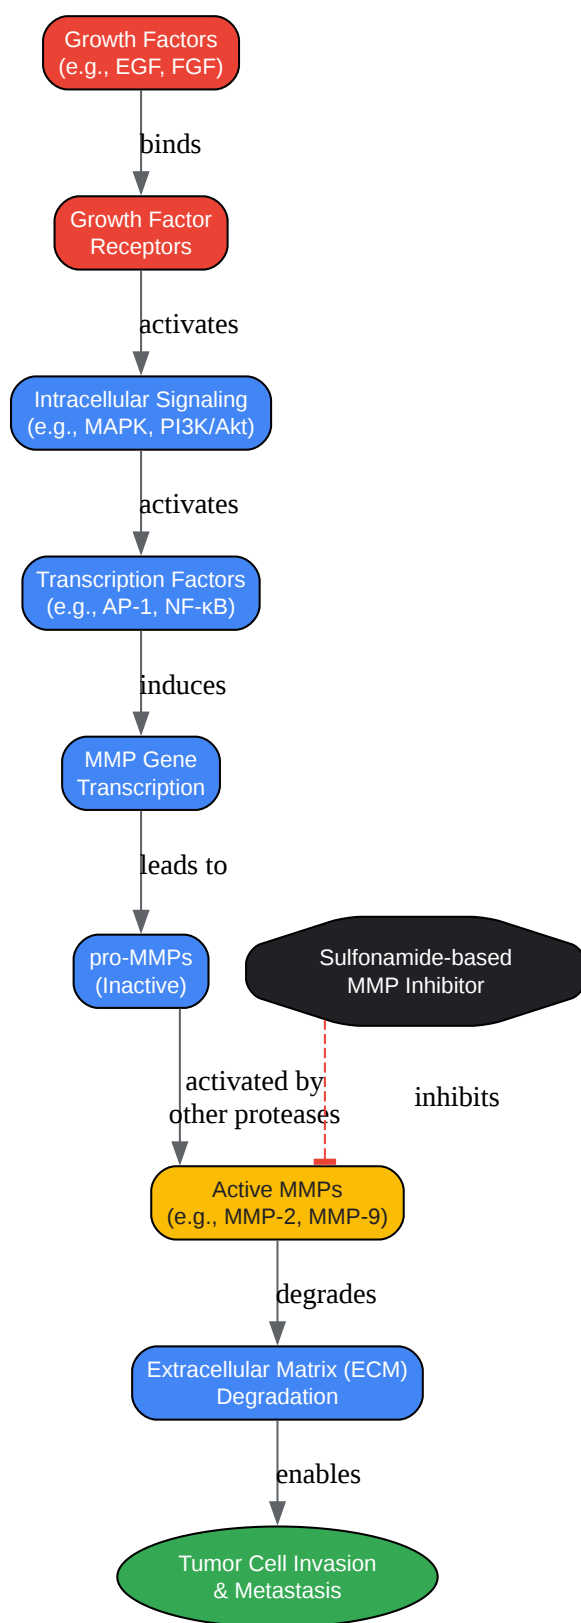 Growth Factors
(e.g., EGF, FGF)
binds
Growth Factor
Receptors
activates
Intracellular Signaling
(e.g., MAPK, PI3K/Akt)
activates
Transcription Factors
(e.g., AP-1, NF-κB)
induces
MMP Gene
Transcription
leads to
pro-MMPs
(Inactive)
Sulfonamide-based
MMP Inhibitor
activated by
other proteases
inhibits
Active MMPs
(e.g., MMP-2, MMP-9)
degrades
Extracellular Matrix (ECM)
Degradation
enables
Tumor Cell Invasion
& Metastasis